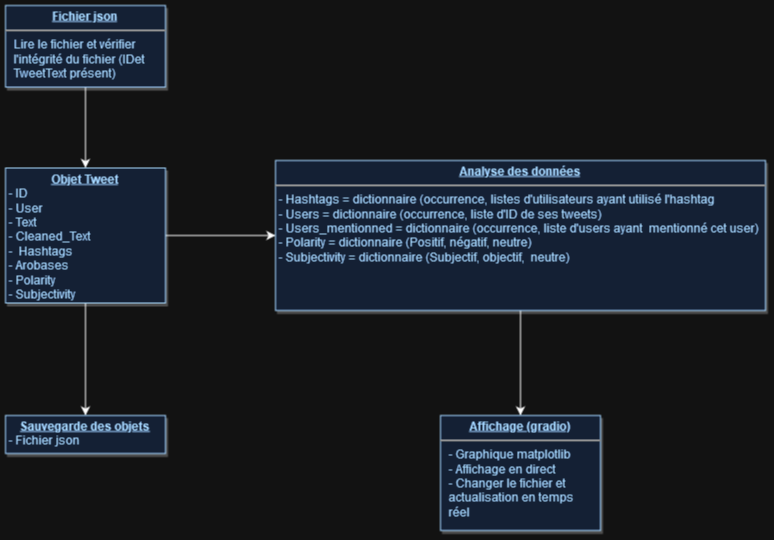 Fichier json
Lire le fichier et vérifier
l'intégrité du fichier (IDet
TweetText présent)
Objet Tweet
- ID
- User
- Text
- Cleaned_Text
- Hashtags
- Arobases
- Polarity
- Subjectivity
Analyse des données
- Hashtags = dictionnaire (occurrence, listes d'utilisateurs ayant utilisé l'hashtag
- Users = dictionnaire (occurrence, liste d'ID de ses tweets)
- Users_mentionned = dictionnaire (occurrence, liste d'users ayant mentionné cet user)
- Polarity = dictionnaire (Positif, négatif, neutre)
- Subjectivity = dictionnaire (Subjectif, objectif, neutre)
Sauvegarde des objets
- Fichier json
Affichage (gradio)
- Graphique matplotlib
- Affichage en direct
- Changer le fichier et
actualisation en temps
réel